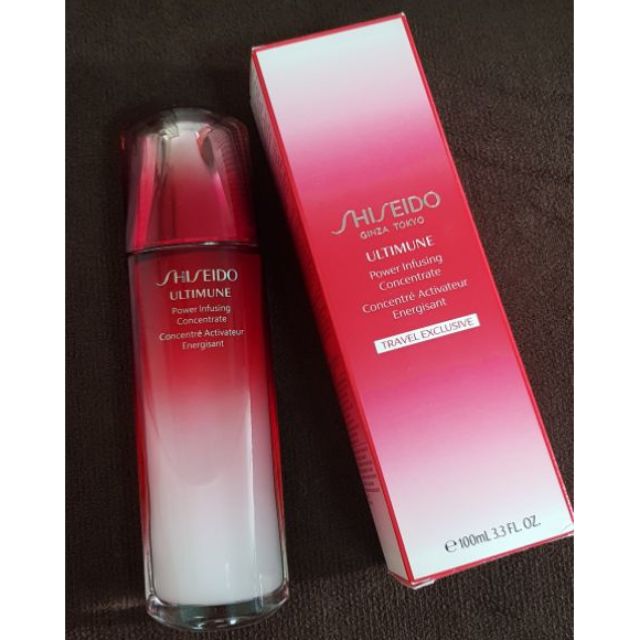 SHISEIDO
ULTIMUNE
Power Infusing
Concentrate
Concentré Activateur
Energisant
SHISEIDO
GINZA TOKYO
ULTIMUNE
Power Infusing
Concentrate
Concentré Activateur
Energisant
TRAVEL EXCLUSIVE
e 100mL 3.3 FL. OZ.